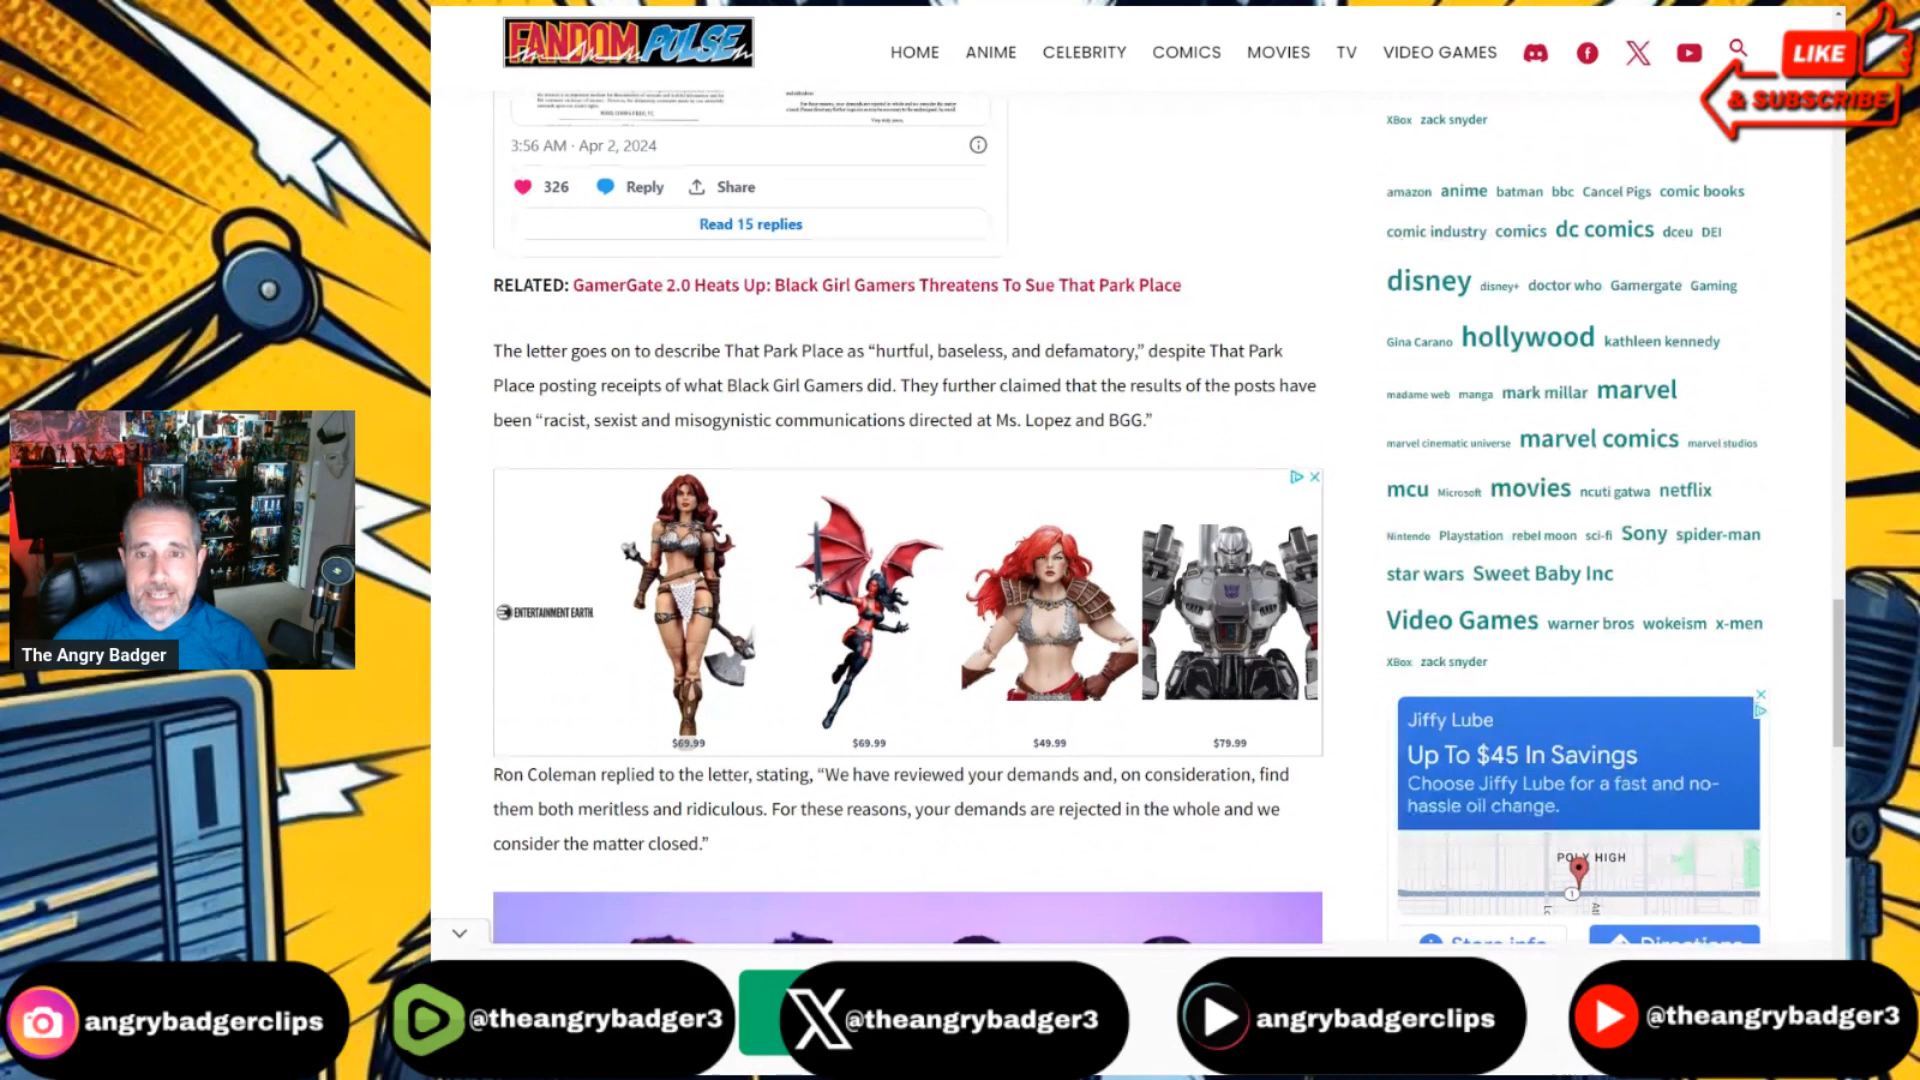 FANDOM PULSE
HOME ANIME CELEBRITY COMICS MOVIES TV VIDEO GAMES
LIKE
& SUBSCRIBE
Very truly yours,
3:56 AM · Apr 2, 2024
326 Reply Share
Read 15 replies
RELATED: GamerGate 2.0 Heats Up: Black Girl Gamers Threatens To Sue That Park Place
The letter goes on to describe That Park Place as “hurtful, baseless, and defamatory,” despite That Park
Place posting receipts of what Black Girl Gamers did. They further claimed that the results of the posts have
been “racist, sexist and misogynistic communications directed at Ms. Lopez and BGG.”
ENTERTAINMENT EARTH
$69.99 $69.99 $49.99 $79.99
Ron Coleman replied to the letter, stating, “We have reviewed your demands and, on consideration, find
them both meritless and ridiculous. For these reasons, your demands are rejected in the whole and we
consider the matter closed.”
XBox zack snyder
amazon anime batman bbc Cancel Pigs comic books
comic industry comics dc comics dceu DEI
disney disney+ doctor who Gamergate Gaming
Gina Carano hollywood kathleen kennedy
madame web manga mark millar marvel
marvel cinematic universe marvel comics marvel studios
mcu Microsoft movies ncuti gatwa netflix
Nintendo Playstation rebel moon sci-fi Sony spider-man
star wars Sweet Baby Inc
Video Games warner bros wokeism x-men
XBox zack snyder
Jiffy Lube
Up To $45 In Savings
Choose Jiffy Lube for a fast and no-
hassle oil change.
POLY HIGH
1
Store info Directions
The Angry Badger
angrybadgerclips @theangrybadger3 @theangrybadger3 angrybadgerclips @theangrybadger3